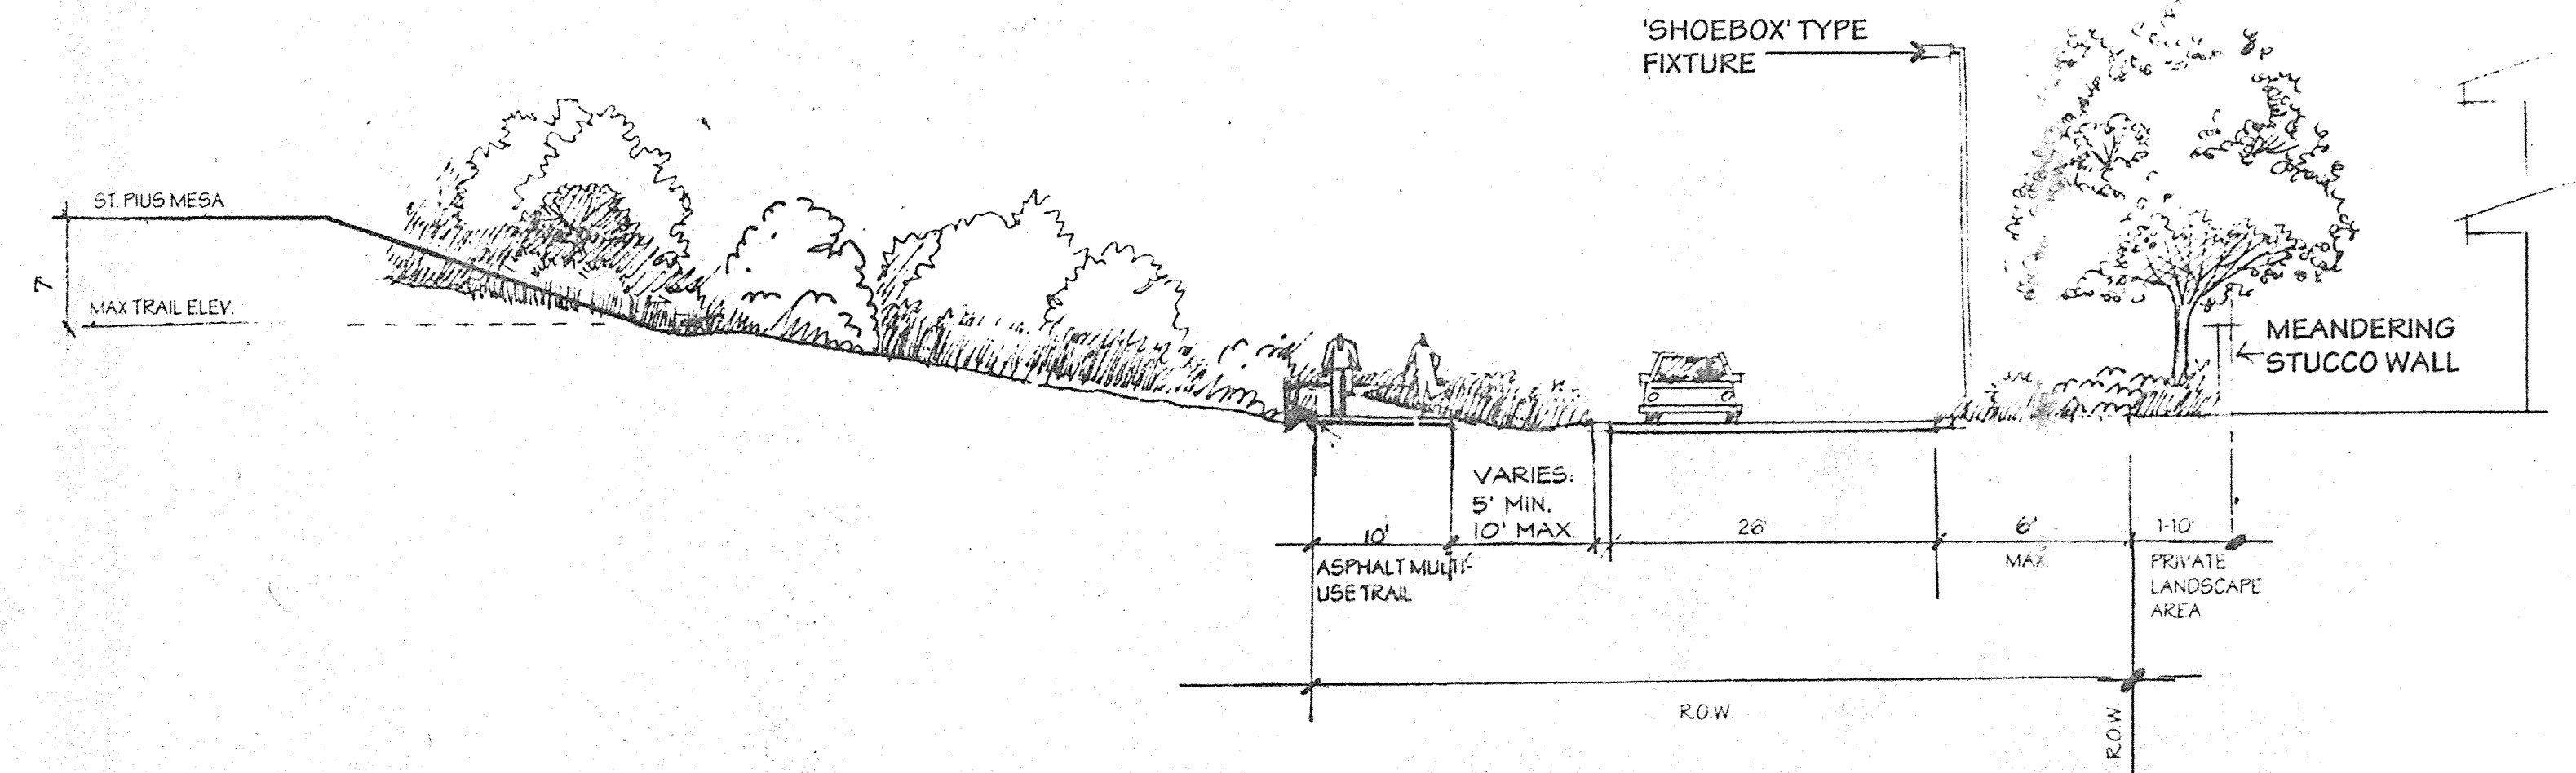 'SHOEBOX' TYPE
FIXTURE
ST. PIUS MESA
7'
MAX TRAIL ELEV.
MEANDERING
STUCCO WALL
VARIES:
5' MIN.
10' MAX.
10'
26'
6'
1-10'
ASPHALT MULTI-
USE TRAIL
MAX
PRIVATE
LANDSCAPE
AREA
R.O.W.
R.O.W